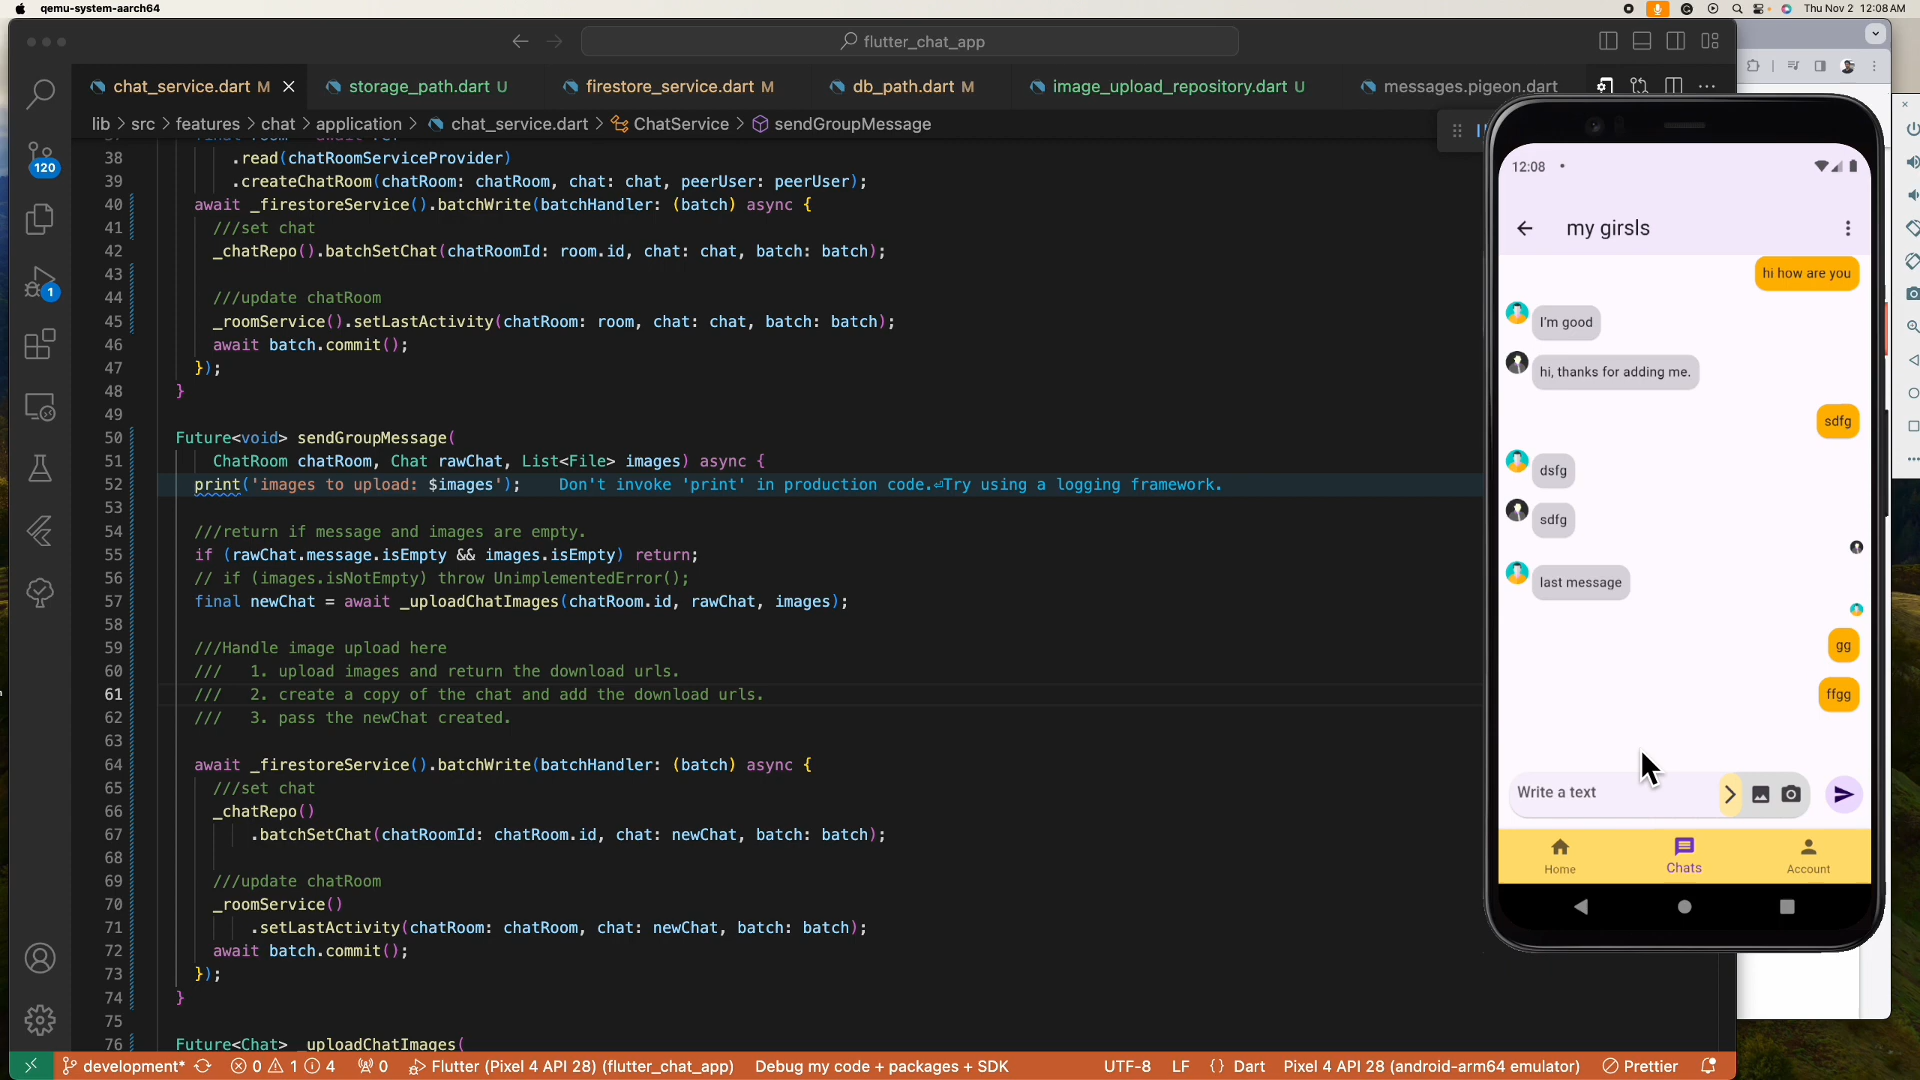 qemu-system-aarch64
Thu Nov 2 12:08 AM
flutter_chat_app
chat_service.dart M
storage_path.dart U
firestore_service.dart M
db_path.dart M
image_upload_repository.dart U
messages.pigeon.dart
lib > src > features > chat > application > chat_service.dart > ChatService > sendGroupMessage
38 .read(chatRoomServiceProvider)
39 .createChatRoom(chatRoom: chatRoom, chat: chat, peerUser: peerUser);
40 await _firestoreService().batchWrite(batchHandler: (batch) async {
41 ///set chat
42 _chatRepo().batchSetChat(chatRoomId: room.id, chat: chat, batch: batch);
43
44 ///update chatRoom
45 _roomService().setLastActivity(chatRoom: room, chat: chat, batch: batch);
46 await batch.commit();
47 });
48 }
49
50 Future<void> sendGroupMessage(
51 ChatRoom chatRoom, Chat rawChat, List<File> images) async {
52 print('images to upload: $images'); Don't invoke 'print' in production code.⏎Try using a logging framework.
53
54 ///return if message and images are empty.
55 if (rawChat.message.isEmpty && images.isEmpty) return;
56 // if (images.isNotEmpty) throw UnimplementedError();
57 final newChat = await _uploadChatImages(chatRoom.id, rawChat, images);
58
59 ///Handle image upload here
60 /// 1. upload images and return the download urls.
61 /// 2. create a copy of the chat and add the download urls.
62 /// 3. pass the newChat created.
63
64 await _firestoreService().batchWrite(batchHandler: (batch) async {
65 ///set chat
66 _chatRepo()
67 .batchSetChat(chatRoomId: chatRoom.id, chat: newChat, batch: batch);
68
69 ///update chatRoom
70 _roomService()
71 .setLastActivity(chatRoom: chatRoom, chat: newChat, batch: batch);
72 await batch.commit();
73 });
74 }
75
76 Future<Chat> _uploadChatImages(
120
1
12:08
my girsls
hi how are you
I'm good
hi, thanks for adding me.
sdfg
dsfg
sdfg
last message
gg
ffgg
Write a text
Home
Chats
Account
development*
0 1 4
0
Flutter (Pixel 4 API 28) (flutter_chat_app)
Debug my code + packages + SDK
UTF-8
LF
{} Dart
Pixel 4 API 28 (android-arm64 emulator)
Prettier